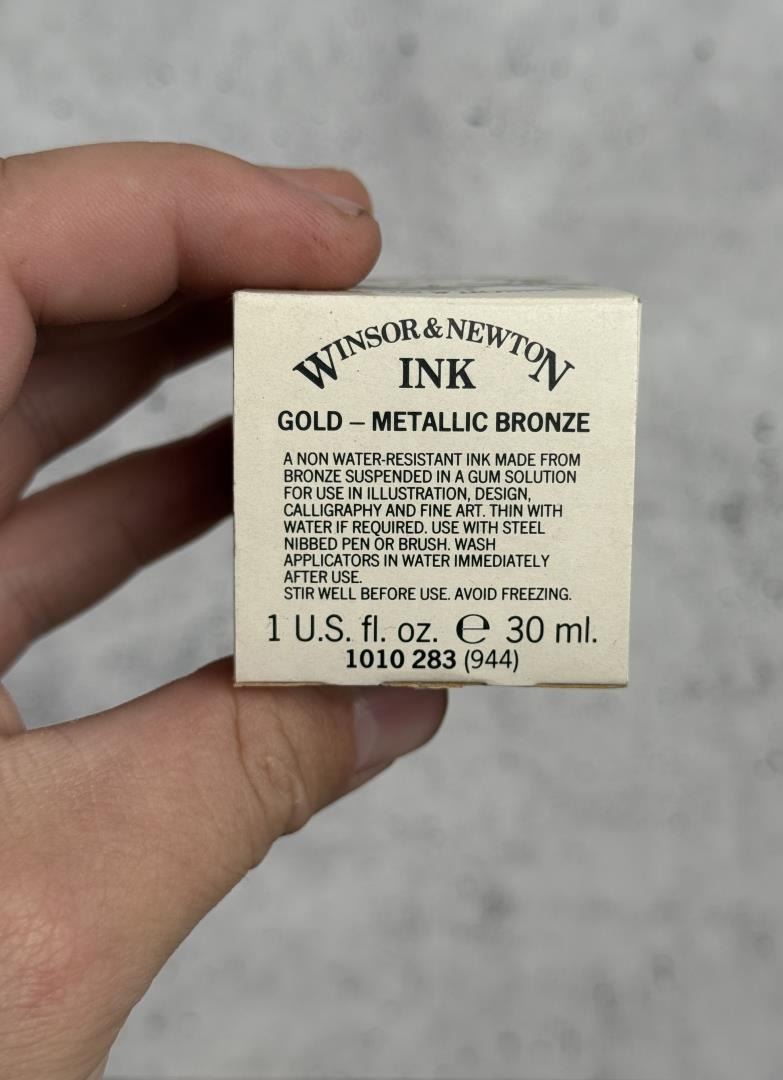 WINSOR & NEWTON
INK
GOLD – METALLIC BRONZE
A NON WATER-RESISTANT INK MADE FROM
BRONZE SUSPENDED IN A GUM SOLUTION
FOR USE IN ILLUSTRATION, DESIGN,
CALLIGRAPHY AND FINE ART. THIN WITH
WATER IF REQUIRED. USE WITH STEEL
NIBBED PEN OR BRUSH. WASH
APPLICATORS IN WATER IMMEDIATELY
AFTER USE.
STIR WELL BEFORE USE. AVOID FREEZING.
1 U.S. fl. oz. ℮ 30 ml.
1010 283 (944)